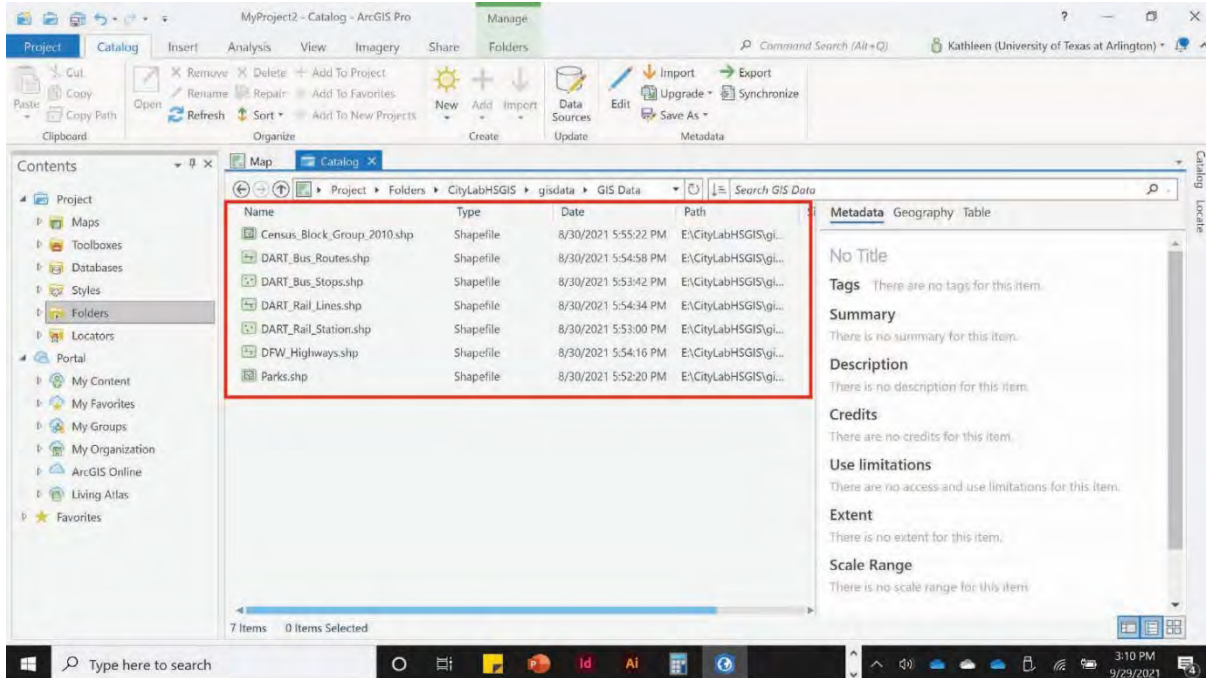 MyProject2 - Catalog - ArcGIS Pro
Manage
?
Project Catalog Insert Analysis View Imagery Share Folders
Command Search (Alt+Q)
Kathleen (University of Texas at Arlington)
Paste
Cut
Copy
Copy Path
Clipboard
Open
Remove Delete Add To Project
Rename Repair Add To Favorites
Refresh Sort Add To New Projects
Organize
New Add Import
Create
Data Sources
Update
Edit
Import Export
Upgrade Synchronize
Save As
Metadata
Contents
Project
Maps
Toolboxes
Databases
Styles
Folders
Locators
Portal
My Content
My Favorites
My Groups
My Organization
ArcGIS Online
Living Atlas
Favorites
Map Catalog
Project Folders CityLabHSGIS gisdata GIS Data
Search GIS Data
Name Type Date Path
Census_Block_Group_2010.shp Shapefile 8/30/2021 5:55:22 PM E:\CityLabHSGIS\gi...
DART_Bus_Routes.shp Shapefile 8/30/2021 5:54:58 PM E:\CityLabHSGIS\gi...
DART_Bus_Stops.shp Shapefile 8/30/2021 5:53:42 PM E:\CityLabHSGIS\gi...
DART_Rail_Lines.shp Shapefile 8/30/2021 5:54:34 PM E:\CityLabHSGIS\gi...
DART_Rail_Station.shp Shapefile 8/30/2021 5:53:00 PM E:\CityLabHSGIS\gi...
DFW_Highways.shp Shapefile 8/30/2021 5:54:16 PM E:\CityLabHSGIS\gi...
Parks.shp Shapefile 8/30/2021 5:52:20 PM E:\CityLabHSGIS\gi...
7 Items 0 Items Selected
Metadata Geography Table
No Title
Tags There are no tags for this item.
Summary
There is no summary for this item.
Description
There is no description for this item.
Credits
There are no credits for this item.
Use limitations
There are no access and use limitations for this item.
Extent
There is no extent for this item.
Scale Range
There is no scale range for this item.
Catalog
Locate
Type here to search
Id
Ai
3:10 PM
9/29/2021
4